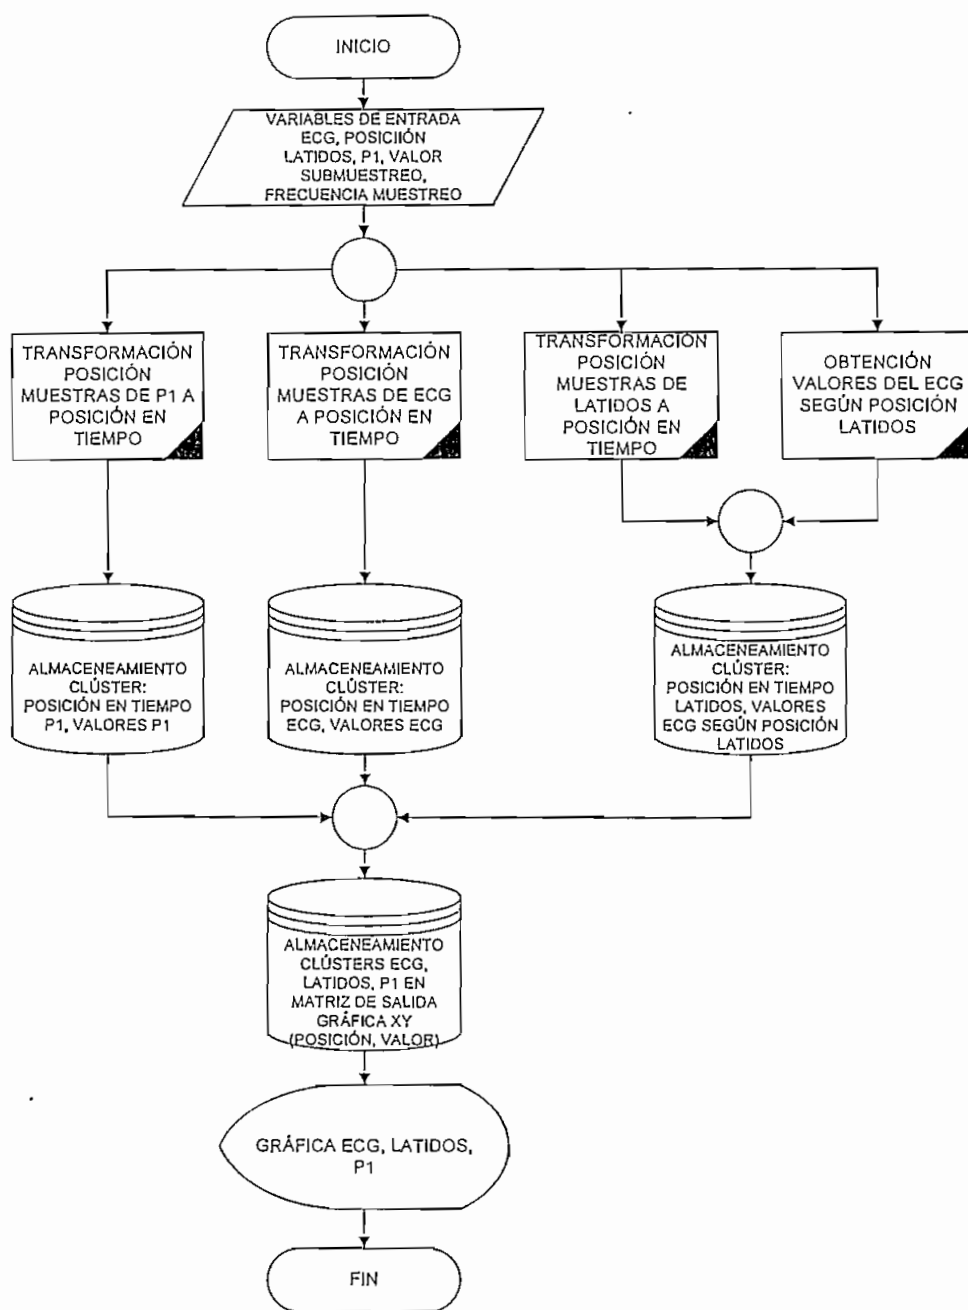 INICIO
VARIABLES DE ENTRADA
ECG, POSICIIÓN
LATIDOS, P1, VALOR
SUBMUESTREO,
FRECUENCIA MUESTREO
TRANSFORMACIÓN
POSICIÓN
MUESTRAS DE P1 A
POSICIÓN EN
TIEMPO
TRANSFORMACIÓN
POSICIÓN
MUESTRAS DE ECG
A POSICIÓN EN
TIEMPO
TRANSFORMACIÓN
POSICIÓN
MUESTRAS DE
LATIDOS A
POSICIÓN EN
TIEMPO
OBTENCIÓN
VALORES DEL ECG
SEGÚN POSICIÓN
LATIDOS
ALMACENEAMIENTO
CLÚSTER:
POSICIÓN EN TIEMPO
P1, VALORES P1
ALMACENEAMIENTO
CLÚSTER:
POSICIÓN EN TIEMPO
ECG, VALORES ECG
ALMACENEAMIENTO
CLÚSTER:
POSICIÓN EN TIEMPO
LATIDOS, VALORES
ECG SEGÚN POSICIÓN
LATIDOS
ALMACENEAMIENTO
CLÚSTERS ECG,
LATIDOS, P1 EN
MATRIZ DE SALIDA
GRÁFICA XY
(POSICIÓN, VALOR)
GRÁFICA ECG, LATIDOS,
P1
FIN